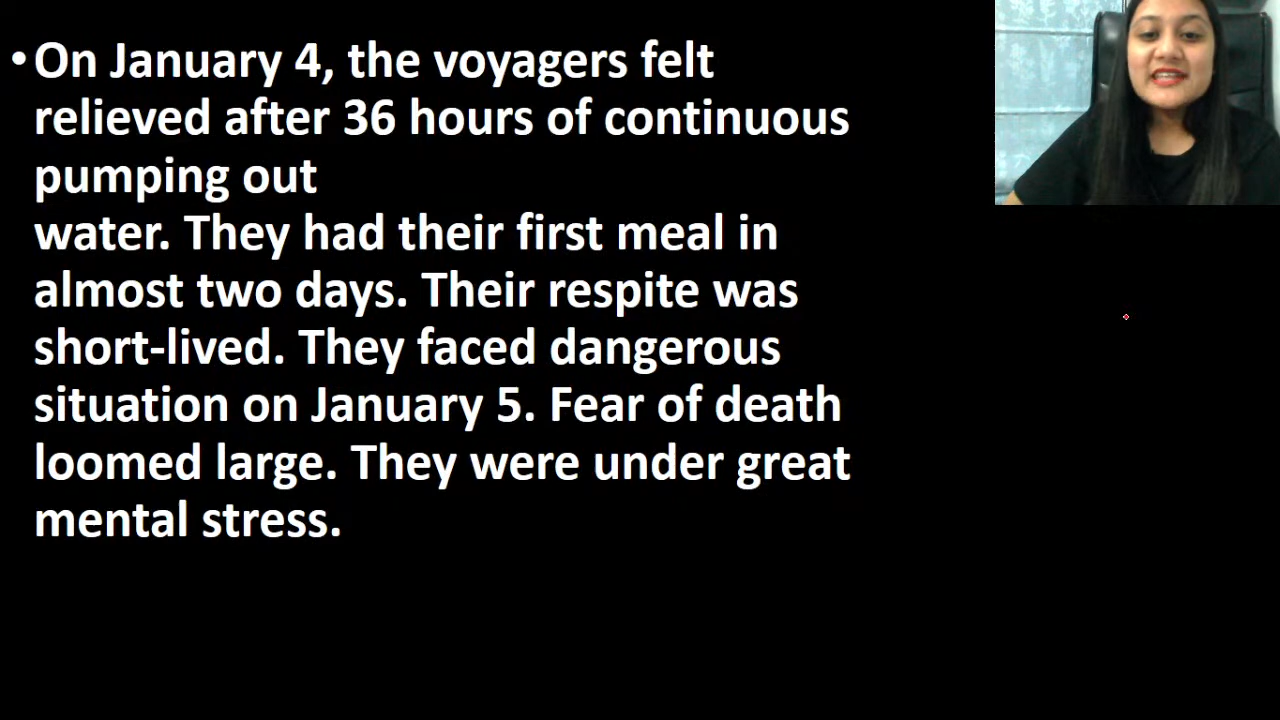 •On January 4, the voyagers felt
relieved after 36 hours of continuous
pumping out
water. They had their first meal in
almost two days. Their respite was
short-lived. They faced dangerous
situation on January 5. Fear of death
loomed large. They were under great
mental stress.